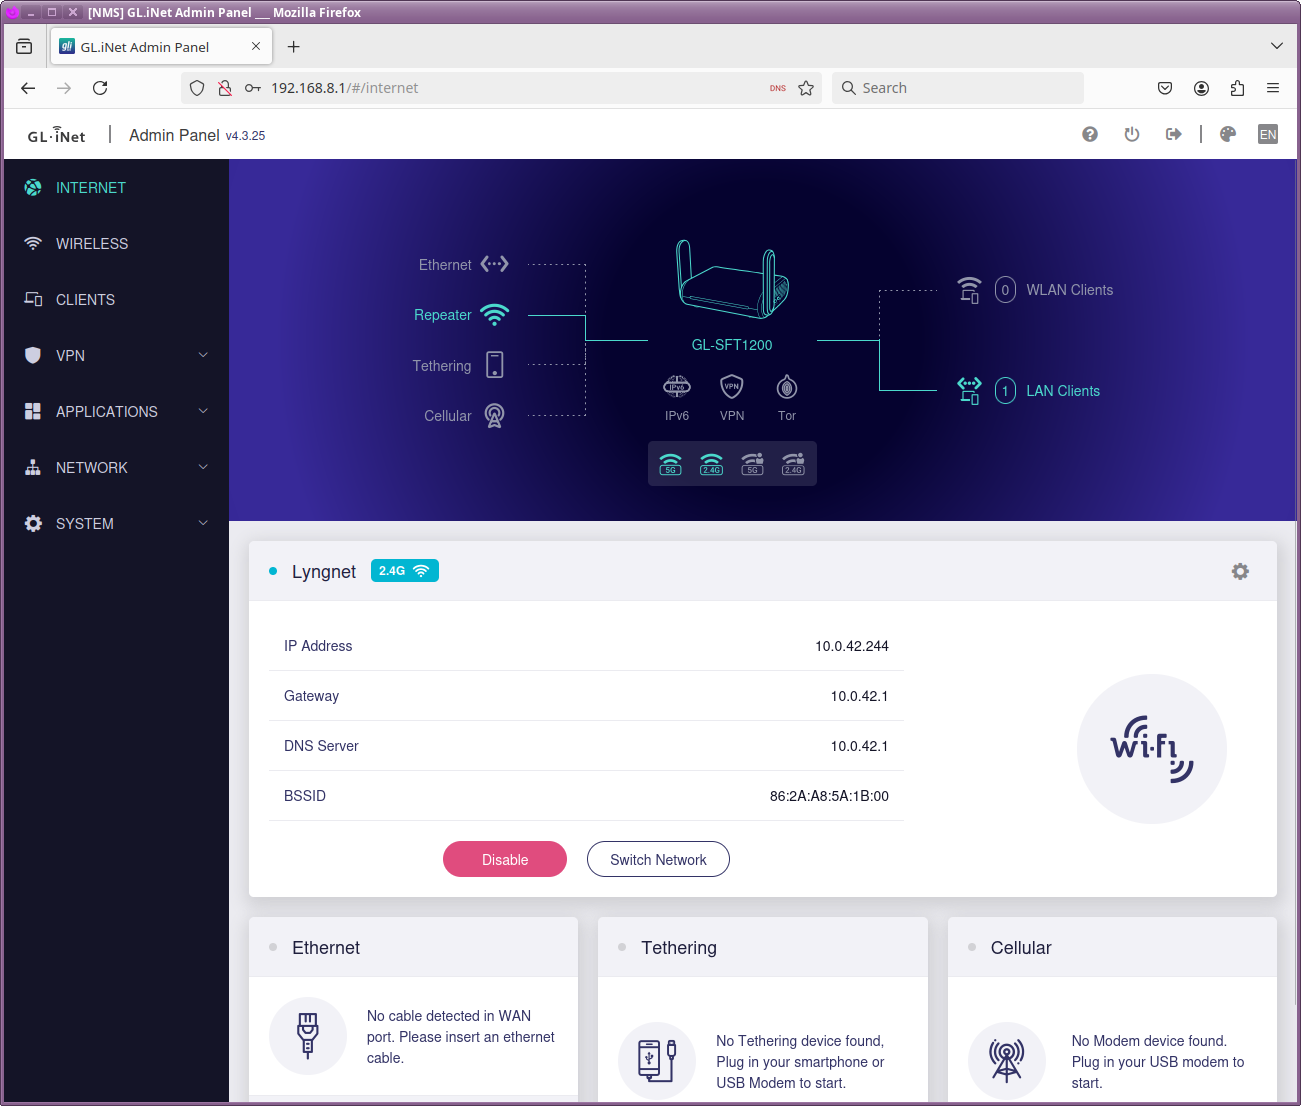 [NMS] GL.iNet Admin Panel ___ Mozilla Firefox
gli GL.iNet Admin Panel
192.168.8.1/#/internet DNS Search
GL·iNet Admin Panel v4.3.25 EN
INTERNET
WIRELESS
CLIENTS
VPN
APPLICATIONS
NETWORK
SYSTEM
Ethernet
Repeater
Tethering
Cellular
GL-SFT1200
IPv6 VPN
IPv6 VPN Tor
5G 2.4G 5G 2.4G
0 WLAN Clients
1 LAN Clients
Lyngnet 2.4G
IP Address 10.0.42.244
Gateway 10.0.42.1
DNS Server 10.0.42.1
BSSID 86:2A:A8:5A:1B:00
Wi-Fi
Disable Switch Network
Ethernet
No cable detected in WAN
port. Please insert an ethernet
cable.
Tethering
No Tethering device found,
Plug in your smartphone or
USB Modem to start.
Cellular
No Modem device found.
Plug in your USB modem to
start.